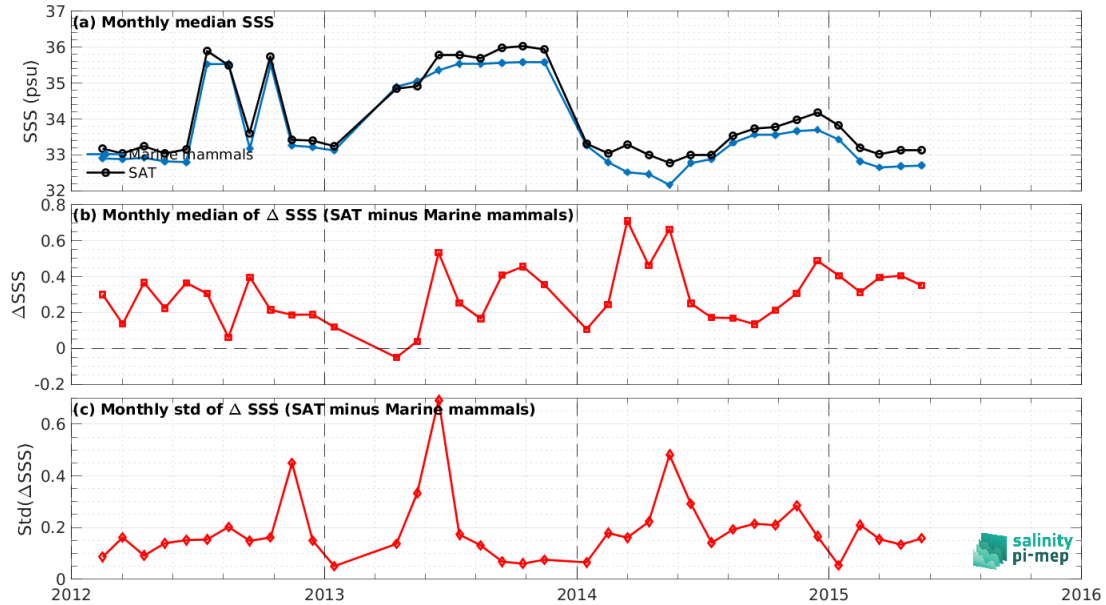 37
36
35
34
33
32
SSS (psu)
(a) Monthly median SSS
Marine mammals
SAT
0.8
0.6
0.4
0.2
0
-0.2
ΔSSS
(b) Monthly median of Δ SSS (SAT minus Marine mammals)
0.6
0.4
0.2
0
Std(ΔSSS)
(c) Monthly std of Δ SSS (SAT minus Marine mammals)
salinity
pi-mep
2012 2013 2014 2015 2016